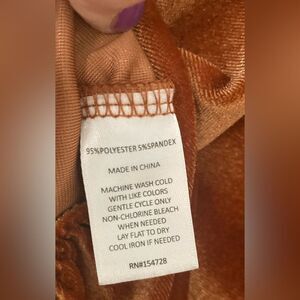 95%POLYESTER 5%SPANDEX
MADE IN CHINA
MACHINE WASH COLD
WITH LIKE COLORS
GENTLE CYCLE ONLY
NON-CHLORINE BLEACH
WHEN NEEDED
LAY FLAT TO DRY
COOL IRON IF NEEDED
RN#154728